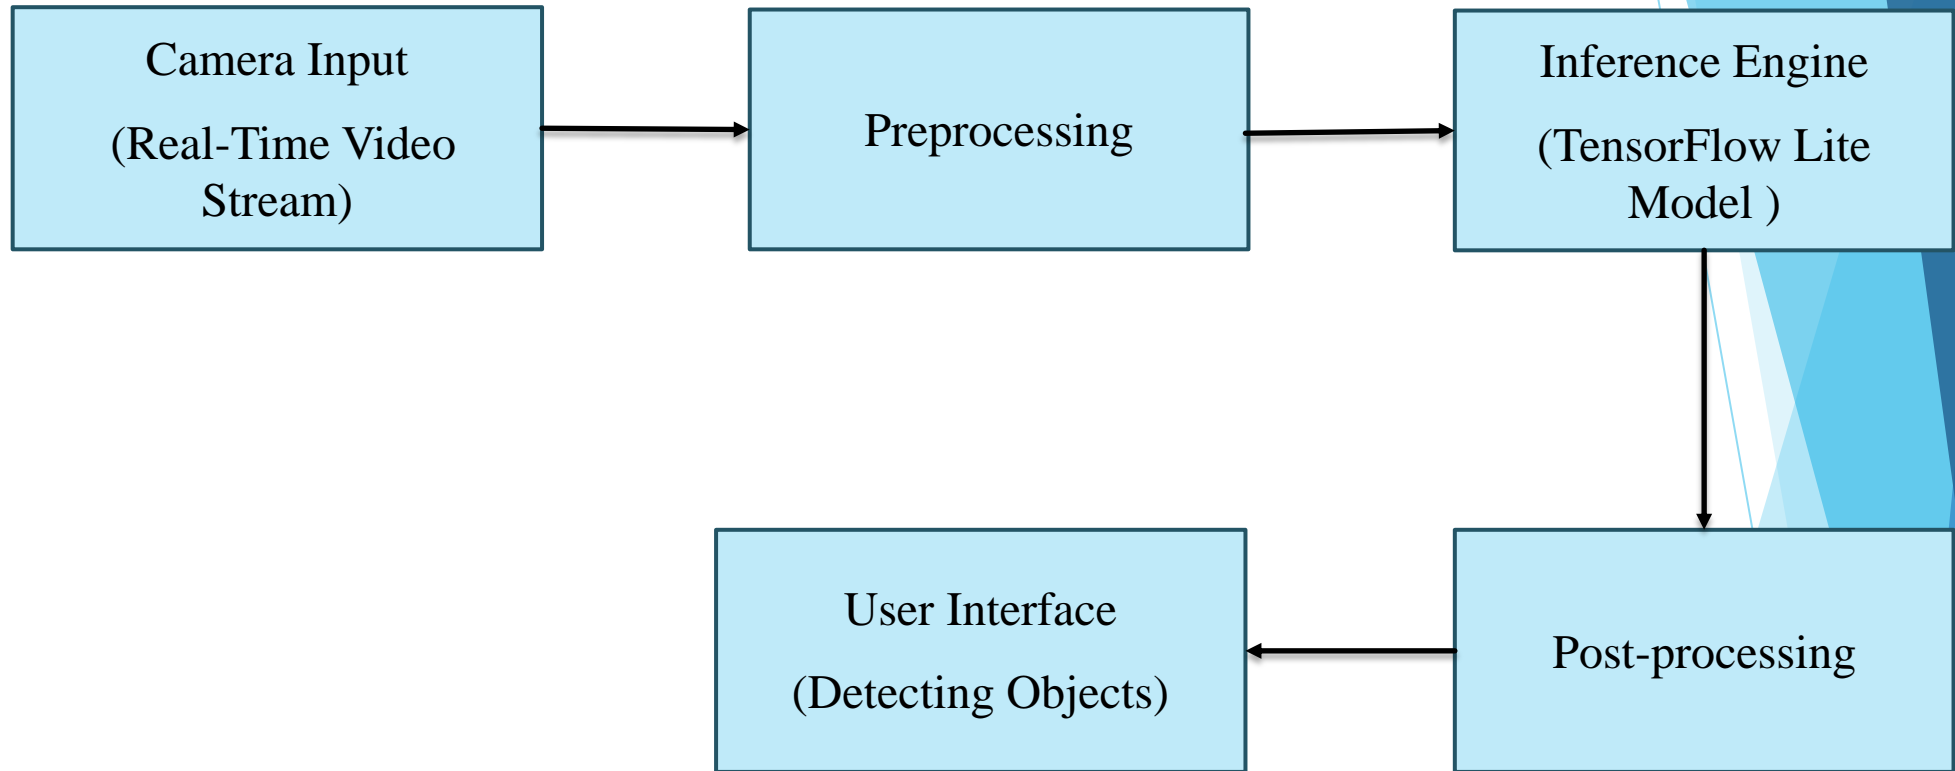 Camera Input
(Real-Time Video
Stream)
Preprocessing
Inference Engine
(TensorFlow Lite
Model )
User Interface
(Detecting Objects)
Post-processing